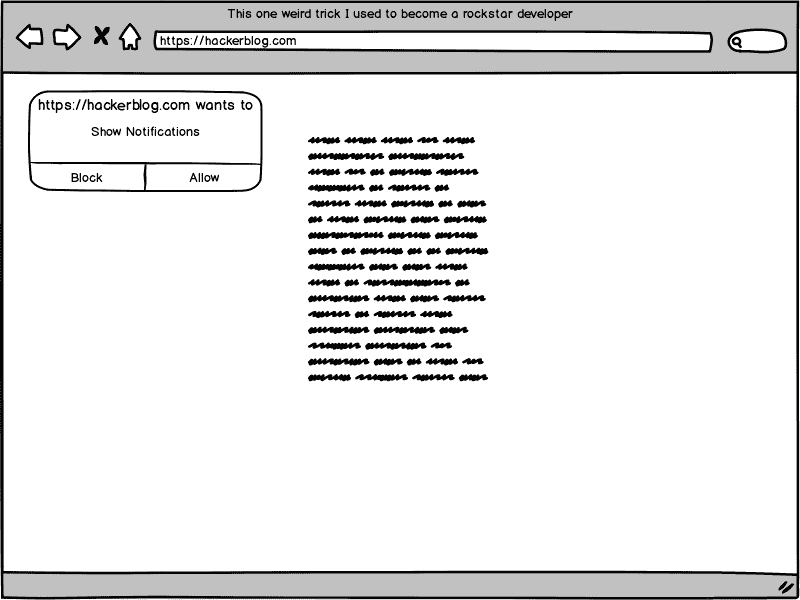 This one weird trick I used to become a rockstar developer
https://hackerblog.com
https://hackerblog.com wants to
Show Notifications
Block
Allow